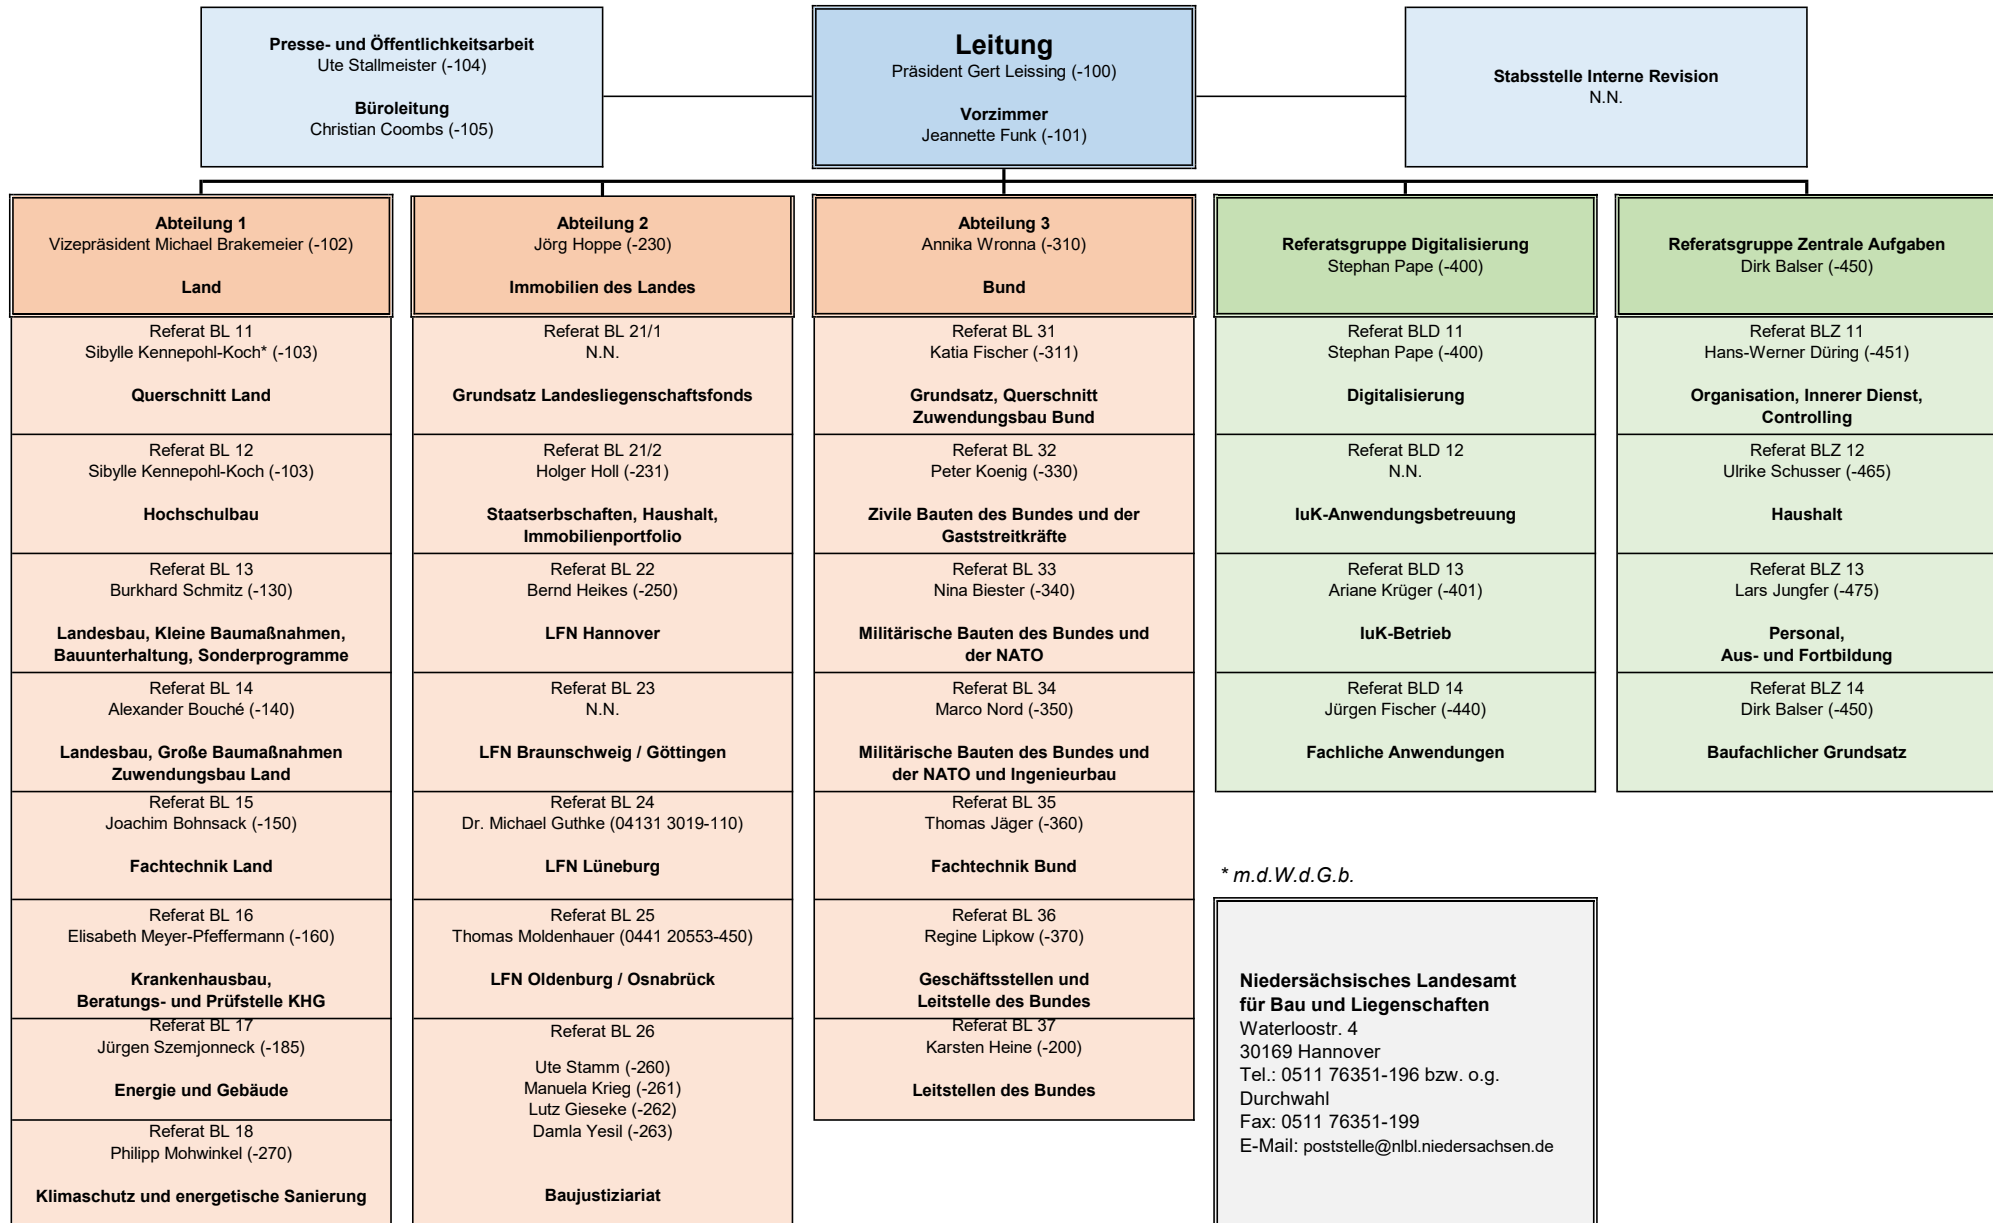 Presse- und Öffentlichkeitsarbeit
Ute Stallmeister (-104)
Büroleitung
Christian Coombs (-105)
Leitung
Präsident Gert Leissing (-100)
Vorzimmer
Jeannette Funk (-101)
Stabsstelle Interne Revision
N.N.
Abteilung 1
Vizepräsident Michael Brakemeier (-102)
Land
Referat BL 11
Sibylle Kennepohl-Koch* (-103)
Querschnitt Land
Referat BL 12
Sibylle Kennepohl-Koch (-103)
Hochschulbau
Referat BL 13
Burkhard Schmitz (-130)
Landesbau, Kleine Baumaßnahmen,
Bauunterhaltung, Sonderprogramme
Referat BL 14
Alexander Bouché (-140)
Landesbau, Große Baumaßnahmen
Zuwendungsbau Land
Referat BL 15
Joachim Bohnsack (-150)
Fachtechnik Land
Referat BL 16
Elisabeth Meyer-Pfeffermann (-160)
Krankenhausbau,
Beratungs- und Prüfstelle KHG
Referat BL 17
Jürgen Szemjonneck (-185)
Energie und Gebäude
Referat BL 18
Philipp Mohwinkel (-270)
Klimaschutz und energetische Sanierung
Abteilung 2
Jörg Hoppe (-230)
Immobilien des Landes
Referat BL 21/1
N.N.
Grundsatz Landesliegenschaftsfonds
Referat BL 21/2
Holger Holl (-231)
Staatserbschaften, Haushalt,
Immobilienportfolio
Referat BL 22
Bernd Heikes (-250)
LFN Hannover
Referat BL 23
N.N.
LFN Braunschweig / Göttingen
Referat BL 24
Dr. Michael Guthke (04131 3019-110)
LFN Lüneburg
Referat BL 25
Thomas Moldenhauer (0441 20553-450)
LFN Oldenburg / Osnabrück
Referat BL 26
Ute Stamm (-260)
Manuela Krieg (-261)
Lutz Gieseke (-262)
Damla Yesil (-263)
Baujustiziariat
Abteilung 3
Annika Wronna (-310)
Bund
Referat BL 31
Katia Fischer (-311)
Grundsatz, Querschnitt
Zuwendungsbau Bund
Referat BL 32
Peter Koenig (-330)
Zivile Bauten des Bundes und der
Gaststreitkräfte
Referat BL 33
Nina Biester (-340)
Militärische Bauten des Bundes und
der NATO
Referat BL 34
Marco Nord (-350)
Militärische Bauten des Bundes und
der NATO und Ingenieurbau
Referat BL 35
Thomas Jäger (-360)
Fachtechnik Bund
Referat BL 36
Regine Lipkow (-370)
Geschäftsstellen und
Leitstelle des Bundes
Referat BL 37
Karsten Heine (-200)
Leitstellen des Bundes
Referatsgruppe Digitalisierung
Stephan Pape (-400)
Referat BLD 11
Stephan Pape (-400)
Digitalisierung
Referat BLD 12
N.N.
IuK-Anwendungsbetreuung
Referat BLD 13
Ariane Krüger (-401)
IuK-Betrieb
Referat BLD 14
Jürgen Fischer (-440)
Fachliche Anwendungen
Referatsgruppe Zentrale Aufgaben
Dirk Balser (-450)
Referat BLZ 11
Hans-Werner Düring (-451)
Organisation, Innerer Dienst,
Controlling
Referat BLZ 12
Ulrike Schusser (-465)
Haushalt
Referat BLZ 13
Lars Jungfer (-475)
Personal,
Aus- und Fortbildung
Referat BLZ 14
Dirk Balser (-450)
Baufachlicher Grundsatz
* m.d.W.d.G.b.
Niedersächsisches Landesamt
für Bau und Liegenschaften
Waterloostr. 4
30169 Hannover
Tel.: 0511 76351-196 bzw. o.g.
Durchwahl
Fax: 0511 76351-199
E-Mail: poststelle@nlbl.niedersachsen.de